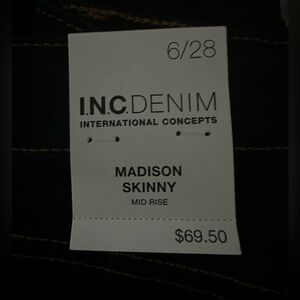 6/28
I.N.C.DENIM
INTERNATIONAL CONCEPTS
MADISON
SKINNY
MID RISE
$69.50